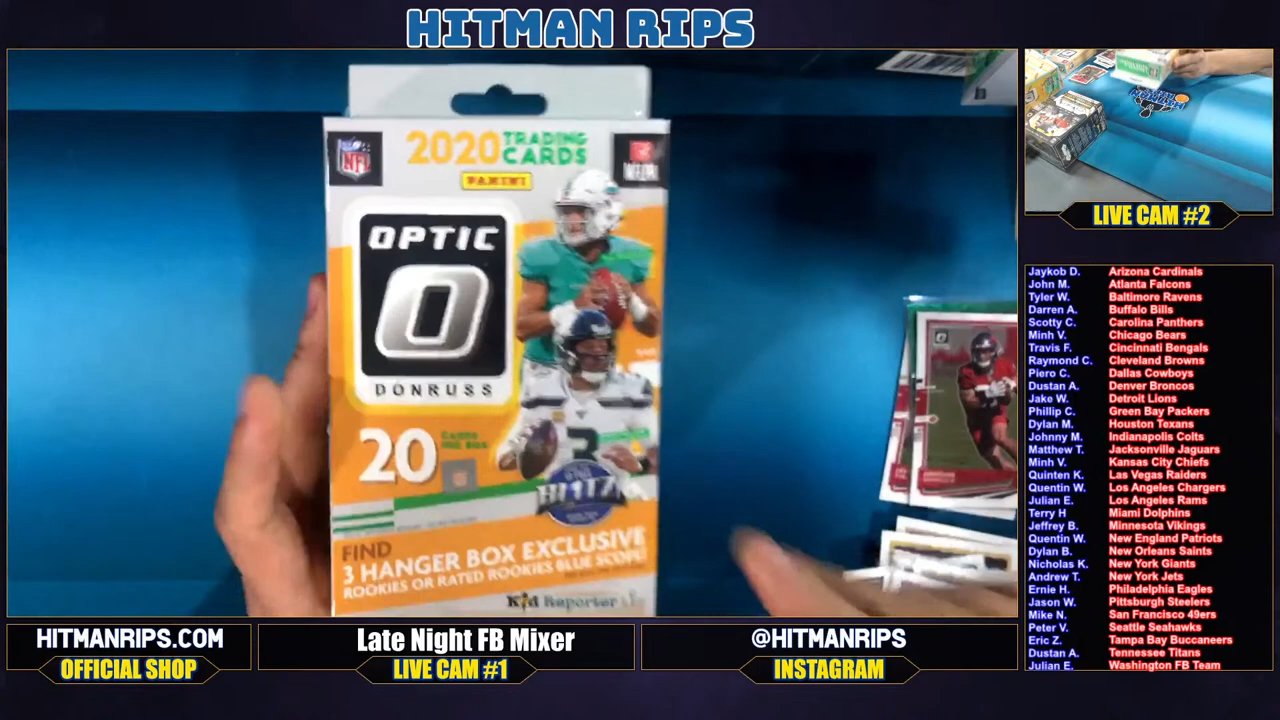 HITMAN RIPS
2020 TRADING CARDS
PANINI
NFL
OPTIC
O
DONRUSS
20
3
BLITZ
FIND
3 HANGER BOX EXCLUSIVE
ROOKIES OR RATED ROOKIES BLUE SCOPE
Kid Reporter
LIVE CAM #2
Jaykob D. Arizona Cardinals
John M. Atlanta Falcons
Tyler W. Baltimore Ravens
Darren A. Buffalo Bills
Scotty C. Carolina Panthers
Minh V. Chicago Bears
Travis F. Cincinnati Bengals
Raymond C. Cleveland Browns
Piero C. Dallas Cowboys
Dustan A. Denver Broncos
Jake W. Detroit Lions
Phillip C. Green Bay Packers
Dylan M. Houston Texans
Johnny M. Indianapolis Colts
Matthew T. Jacksonville Jaguars
Minh V. Kansas City Chiefs
Quinten K. Las Vegas Raiders
Quentin W. Los Angeles Chargers
Julian E. Los Angeles Rams
Terry H Miami Dolphins
Jeffrey B. Minnesota Vikings
Quentin W. New England Patriots
Dylan B. New Orleans Saints
Nicholas K. New York Giants
Andrew T. New York Jets
Ernie H. Philadelphia Eagles
Jason W. Pittsburgh Steelers
Mike N. San Francisco 49ers
Peter V. Seattle Seahawks
Eric Z. Tampa Bay Buccaneers
Dustan A. Tennessee Titans
Julian E. Washington FB Team
HITMANRIPS.COM
OFFICIAL SHOP
Late Night FB Mixer
LIVE CAM #1
@HITMANRIPS
INSTAGRAM